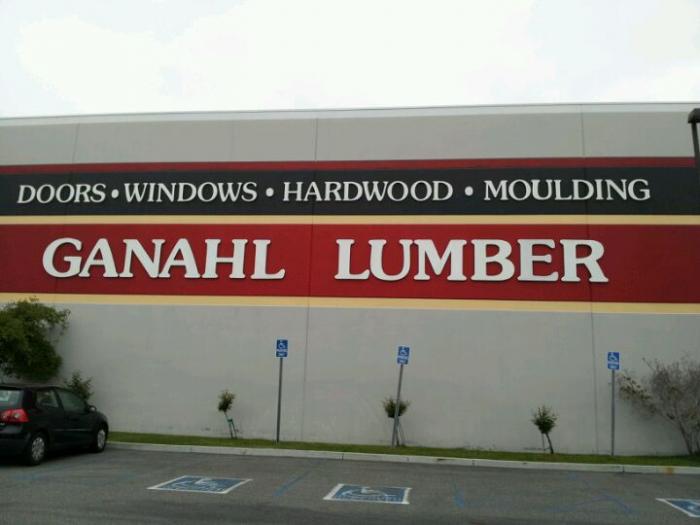 DOORS • WINDOWS • HARDWOOD • MOULDING
GANAHL LUMBER